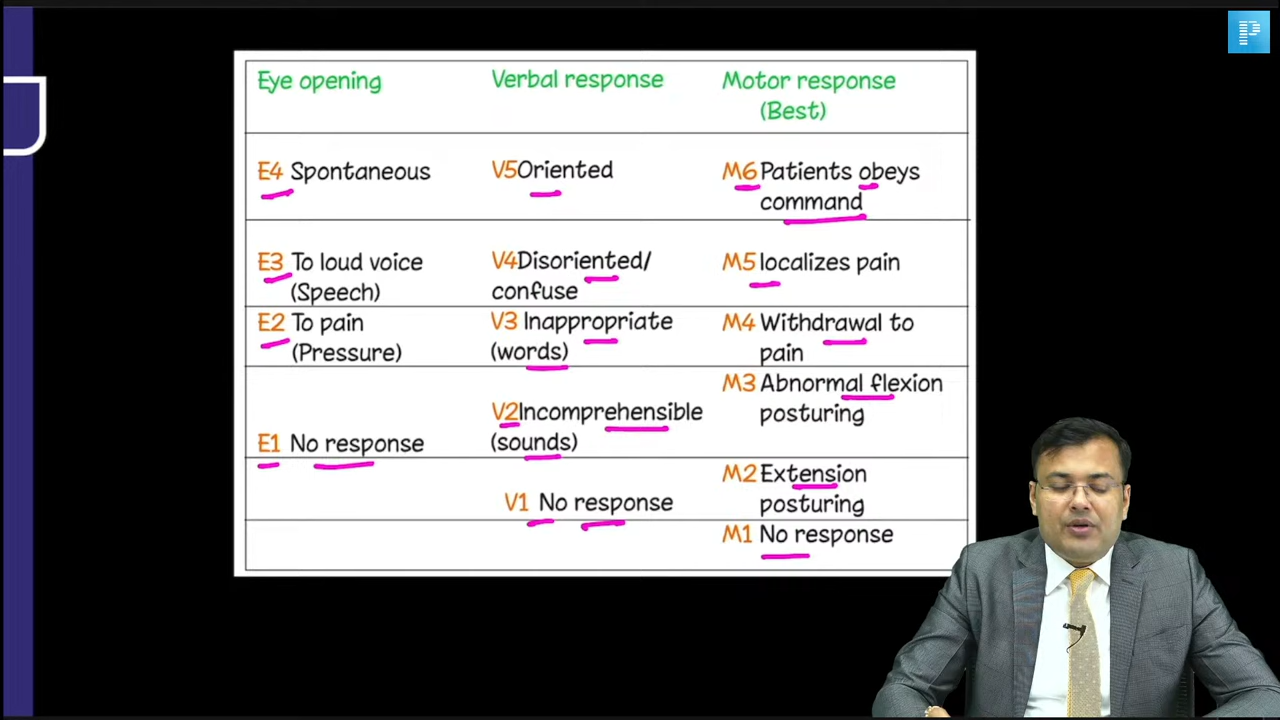 P
Eye opening Verbal response Motor response
(Best)
E4 Spontaneous V5Oriented M6 Patients obeys
command
E3 To loud voice V4Disoriented/ M5 localizes pain
(Speech) confuse
E2 To pain V3 Inappropriate M4 Withdrawal to
(Pressure) (words) pain
M3 Abnormal flexion
V2Incomprehensible posturing
E1 No response (sounds)
M2 Extension
V1 No response posturing
M1 No response